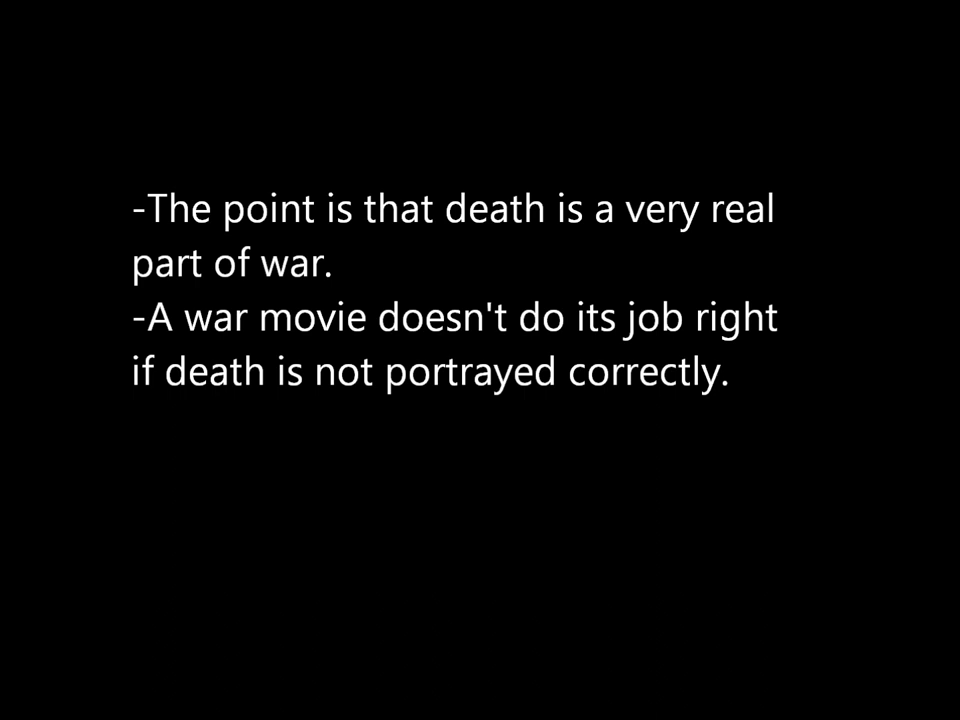 -The point is that death is a very real
part of war.
-A war movie doesn't do its job right
if death is not portrayed correctly.